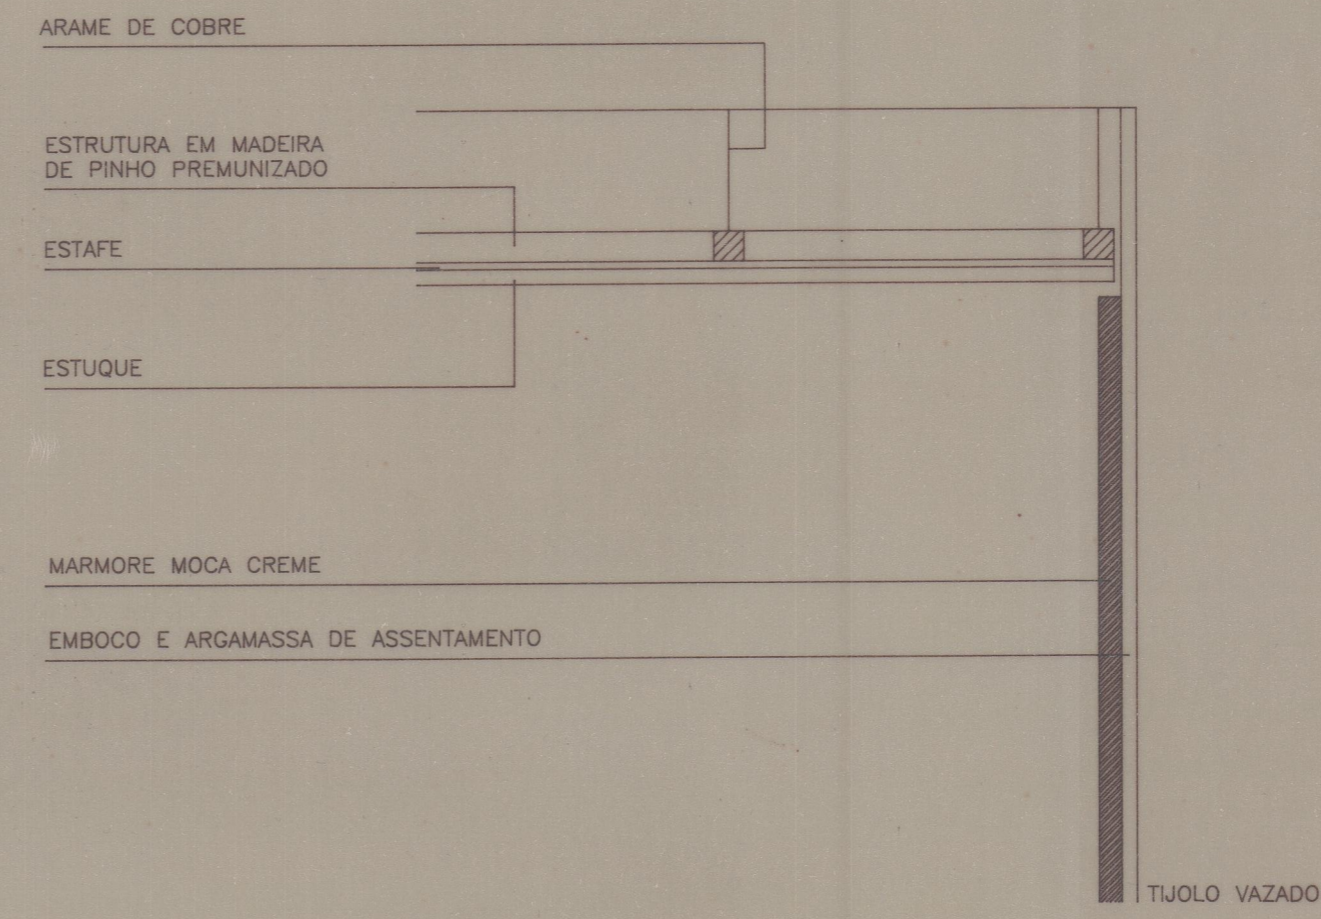 ARAME DE COBRE
ESTRUTURA EM MADEIRA
DE PINHO PREMUNIZADO
ESTAFE
ESTUQUE
MARMORE MOCA CREME
EMBOCO E ARGAMASSA DE ASSENTAMENTO
TIJOLO VAZADO